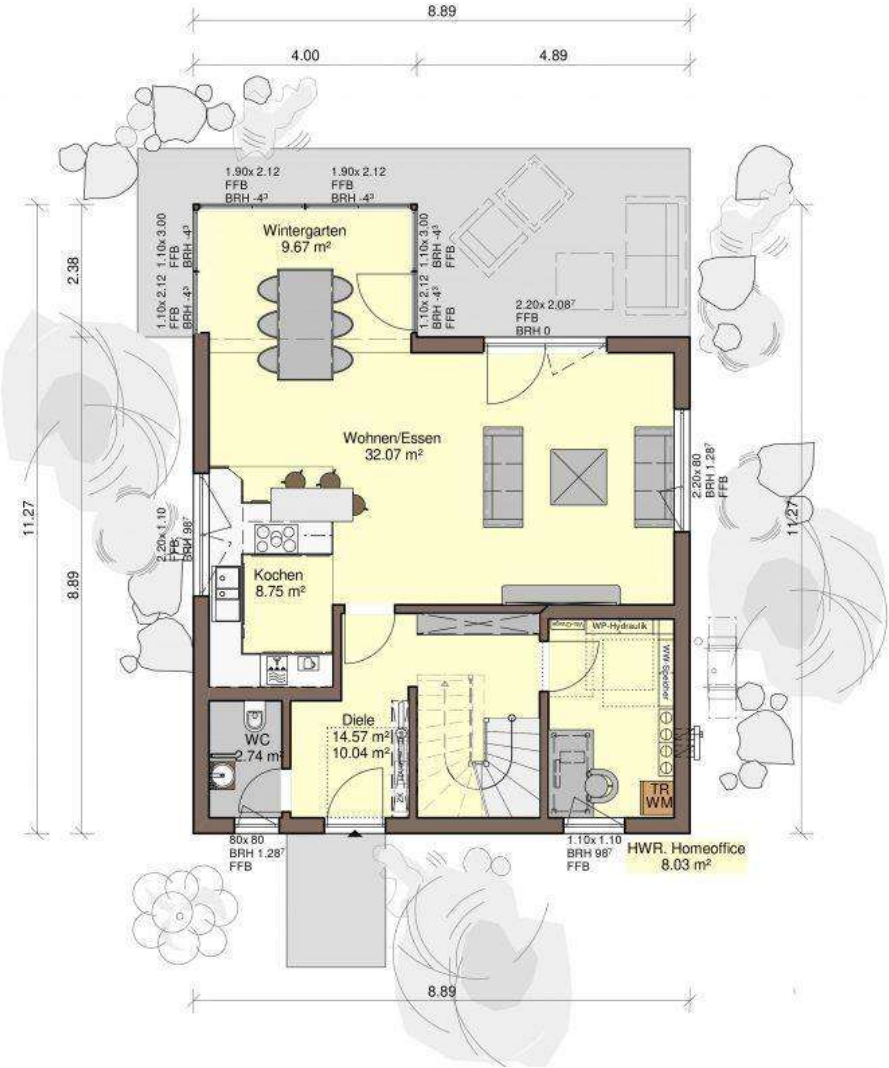 8.89
4.00
4.89
1.90x 2.12
FFB
BRH -4³
1.90x 2.12
FFB
BRH -4³
Wintergarten
9.67 m²
1.10x 3.00
FFB
BRH -4³
1.10x 2.12
FFB
BRH -4³
1.10x 3.00
BRH -4³
FFB
1.10x 2.12
BRH -4³
FFB
2.38
2.20x 2.08⁷
FFB
BRH 0
Wohnen/Essen
32.07 m²
2.20x 80
BRH 1.28⁷
FFB
11.27
11.27
8.89
2.20x 1.10
FFB
BRH 98⁷
Kochen
8.75 m²
WP-Hydraulik
WW-Speicher
Diele
14.57 m²
10.04 m²
WC
2.74 m²
ZK
TR
WM
80x 80
BRH 1.28⁷
FFB
1.10x 1.10
BRH 98⁷
FFB
HWR. Homeoffice
8.03 m²
8.89